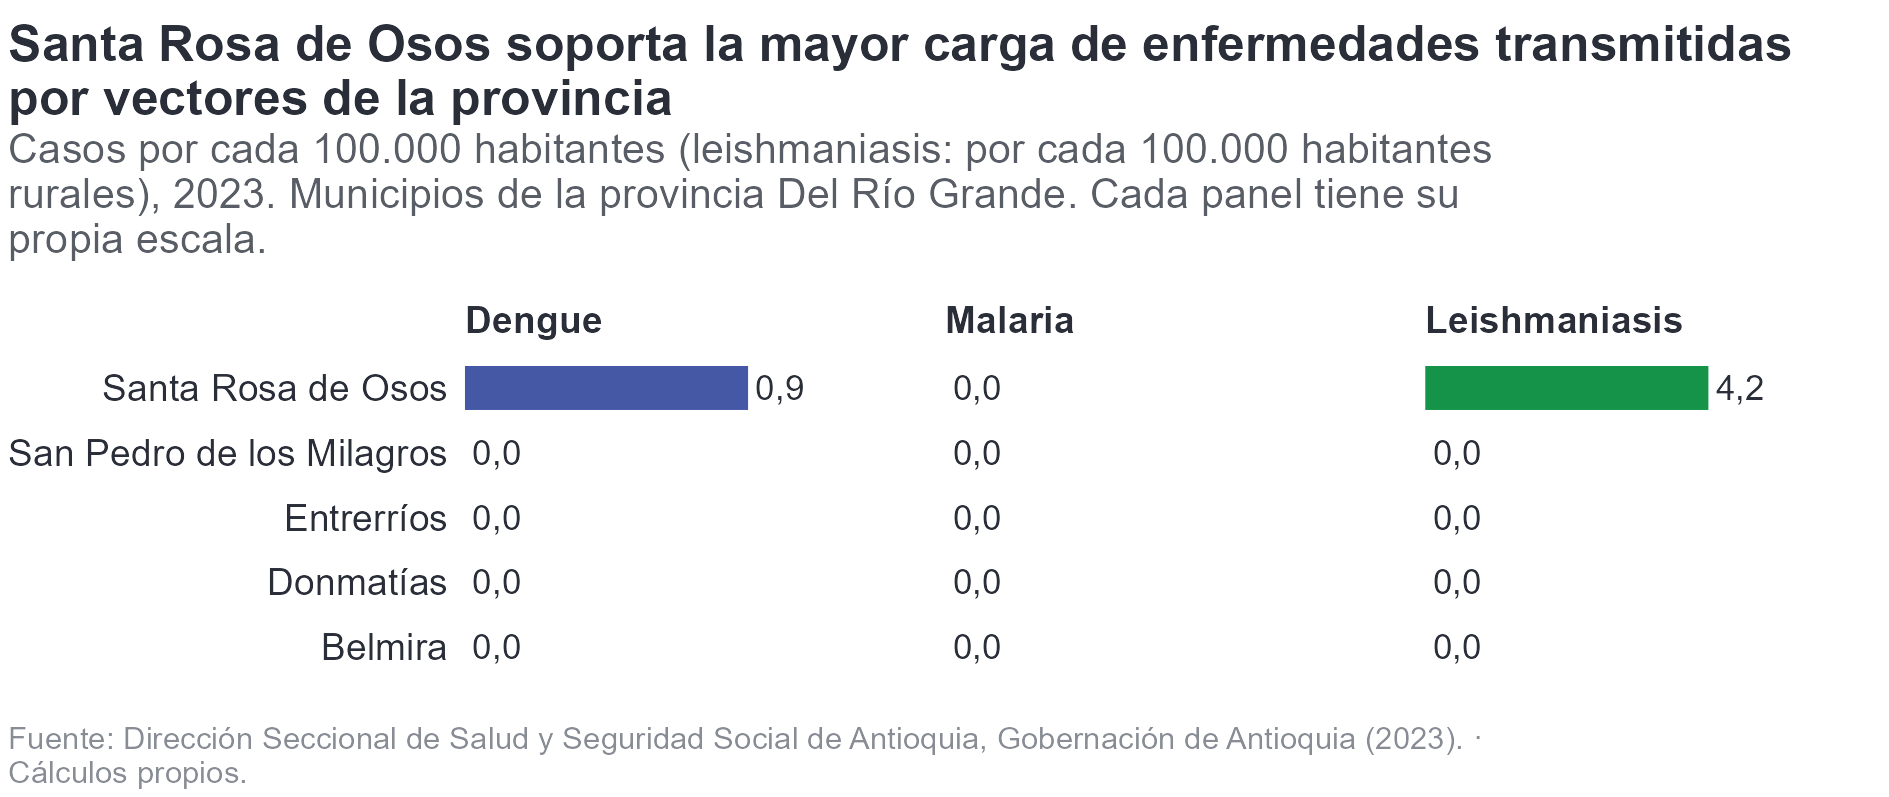 Santa Rosa de Osos soporta la mayor carga de enfermedades transmitidas
por vectores de la provincia
Casos por cada 100.000 habitantes (leishmaniasis: por cada 100.000 habitantes
rurales), 2023. Municipios de la provincia Del Río Grande. Cada panel tiene su
propia escala.
Dengue Malaria Leishmaniasis
Santa Rosa de Osos 0,9 0,0 4,2
San Pedro de los Milagros 0,0 0,0 0,0
Entrerríos 0,0 0,0 0,0
Donmatías 0,0 0,0 0,0
Belmira 0,0 0,0 0,0
Fuente: Dirección Seccional de Salud y Seguridad Social de Antioquia, Gobernación de Antioquia (2023). ·
Cálculos propios.